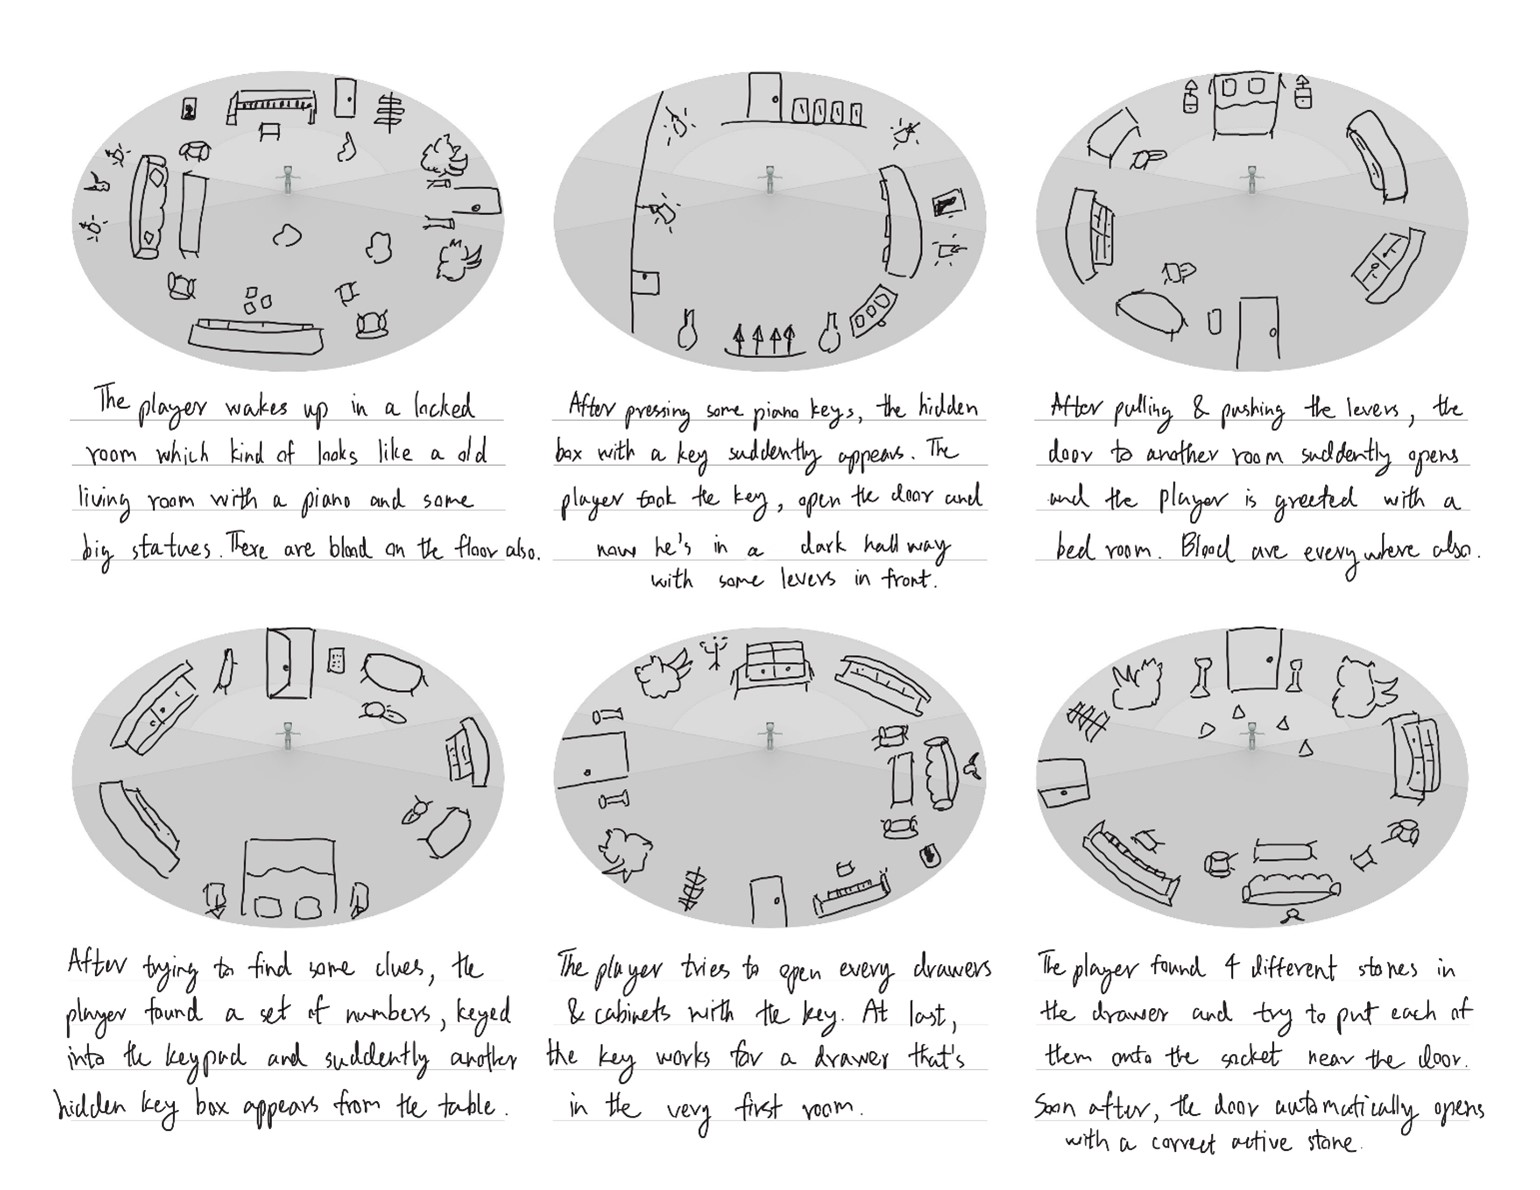 The player wakes up in a locked
room which kind of looks like a old
living room with a piano and some
big statues. There are blood on the floor also.
After pressing some piano keys, the hidden
box with a key suddently appears. The
player took the key, open the door and
now he's in a dark hallway
with some levers in front.
After pulling & pushing the levers, the
door to another room suddently opens
and the player is greeted with a
bed room. Blood are everywhere also.
After trying to find some clues, the
player found a set of numbers, keyed
into the keypad and suddently another
hidden key box appears from the table.
The player tries to open every drawers
& cabinets with the key. At last,
the key works for a drawer that's
in the very first room.
The player found 4 different stones in
the drawer and try to put each of
them onto the socket near the door.
Soon after, the door automatically opens
with a correct active stone.